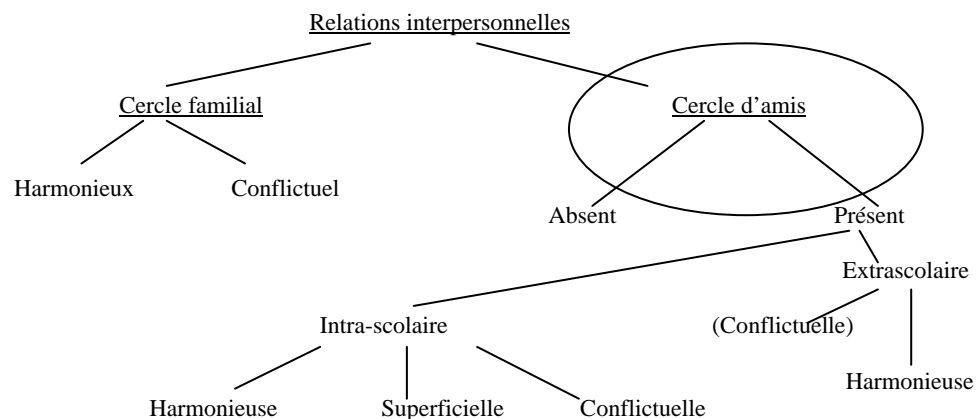 Relations interpersonnelles
Cercle familial
Cercle d’amis
Harmonieux
Conflictuel
Absent
Présent
Extrascolaire
Intra-scolaire
(Conflictuelle)
Harmonieuse
Harmonieuse
Superficielle
Conflictuelle